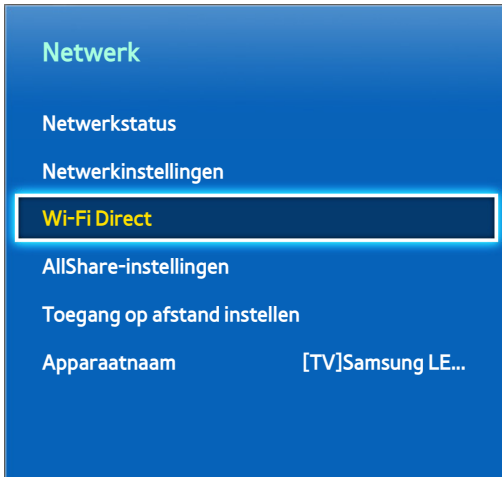 Netwerk
Netwerkstatus
Netwerkinstellingen
Wi-Fi Direct
AllShare-instellingen
Toegang op afstand instellen
Apparaatnaam [TV]Samsung LE...